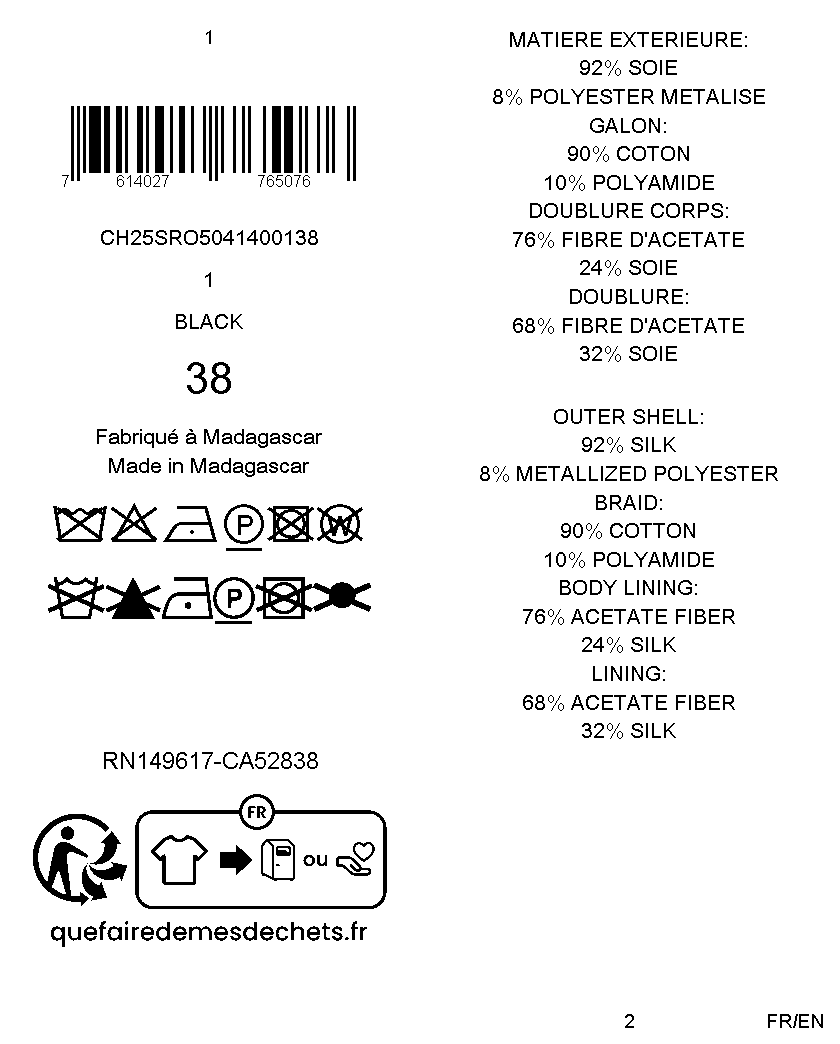 1
7 614027 765076
CH25SRO5041400138
1
BLACK
38
Fabriqué à Madagascar
Made in Madagascar
P W
P
RN149617-CA52838
FR
ou
quefairedemesdechets.fr
MATIERE EXTERIEURE:
92% SOIE
8% POLYESTER METALISE
GALON:
90% COTON
10% POLYAMIDE
DOUBLURE CORPS:
76% FIBRE D'ACETATE
24% SOIE
DOUBLURE:
68% FIBRE D'ACETATE
32% SOIE
OUTER SHELL:
92% SILK
8% METALLIZED POLYESTER
BRAID:
90% COTTON
10% POLYAMIDE
BODY LINING:
76% ACETATE FIBER
24% SILK
LINING:
68% ACETATE FIBER
32% SILK
2 FR/EN